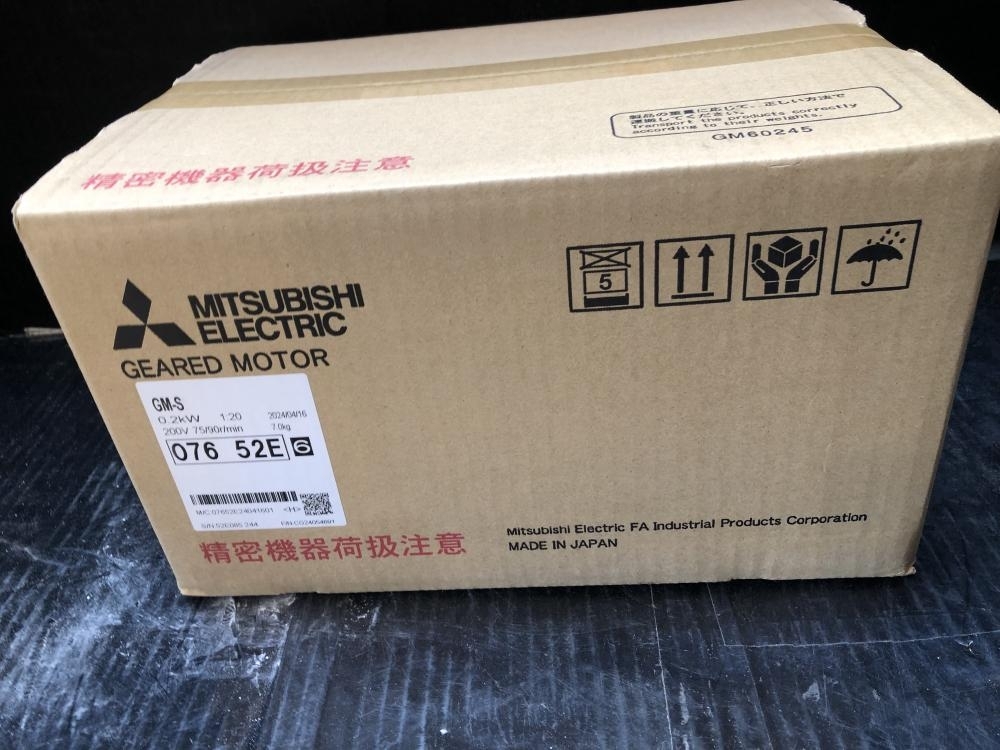 製品の重量に応じて、正しい方法で
運搬してください。
Transport the products correctly
according to their weights.
GM60245
精密機器荷扱注意
5
MITSUBISHI
ELECTRIC
GEARED MOTOR
GM-S
0.2kW 1:20 2024/04/16
200V 75/90r/min 7.0kg
076 52E 6
M/C:07652E24041601 <H>
S/N:52E085 244
精密機器荷扱注意
Mitsubishi Electric FA Industrial Products Corporation
MADE IN JAPAN